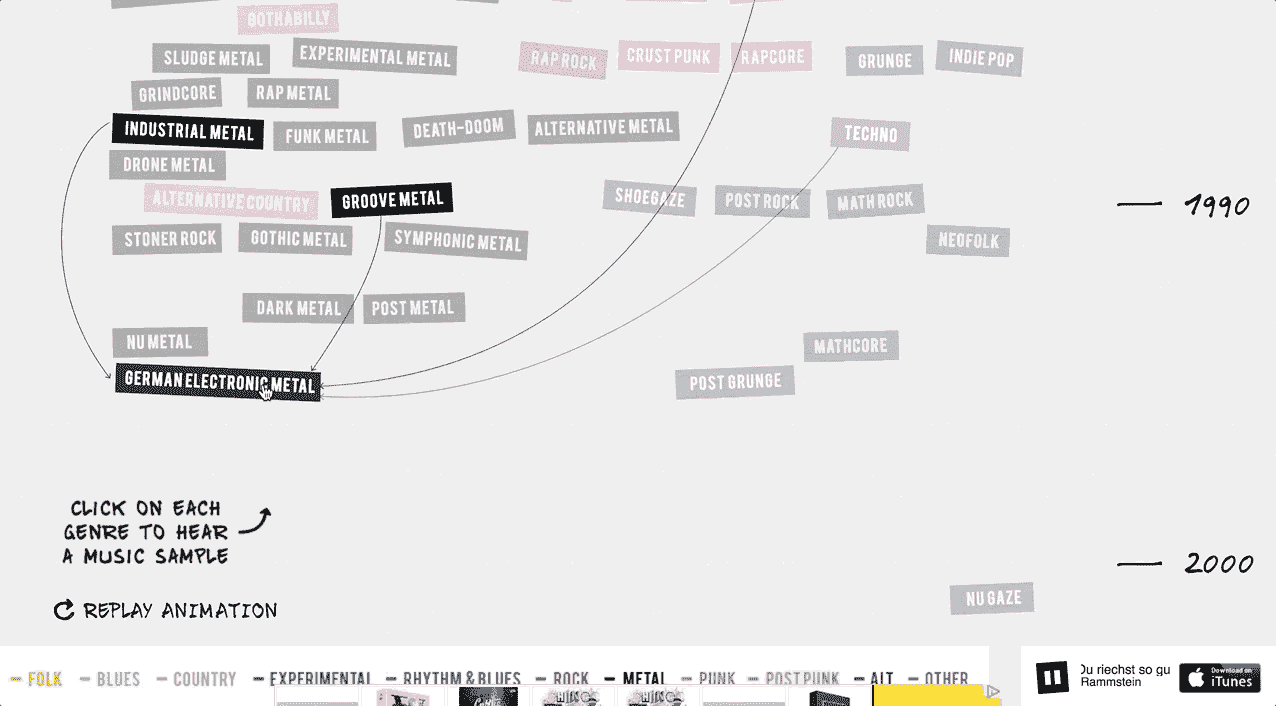 GOTHABILLY
SLUDGE METAL
EXPERIMENTAL METAL
RAP ROCK
CRUST PUNK
RAPCORE
GRUNGE
INDIE POP
GRINDCORE
RAP METAL
INDUSTRIAL METAL
FUNK METAL
DEATH-DOOM
ALTERNATIVE METAL
TECHNO
DRONE METAL
ALTERNATIVE COUNTRY
GROOVE METAL
SHOEGAZE
POST ROCK
MATH ROCK
1990
STONER ROCK
GOTHIC METAL
SYMPHONIC METAL
NEOFOLK
DARK METAL
POST METAL
NU METAL
MATHCORE
GERMAN ELECTRONIC METAL
POST GRUNGE
CLICK ON EACH
GENRE TO HEAR
A MUSIC SAMPLE
2000
NU GAZE
REPLAY ANIMATION
FOLK
BLUES
COUNTRY
EXPERIMENTAL
RHYTHM & BLUES
ROCK
METAL
PUNK
POST PUNK
ALT
OTHER
Du riechst so gu
Rammstein
Download on
iTunes